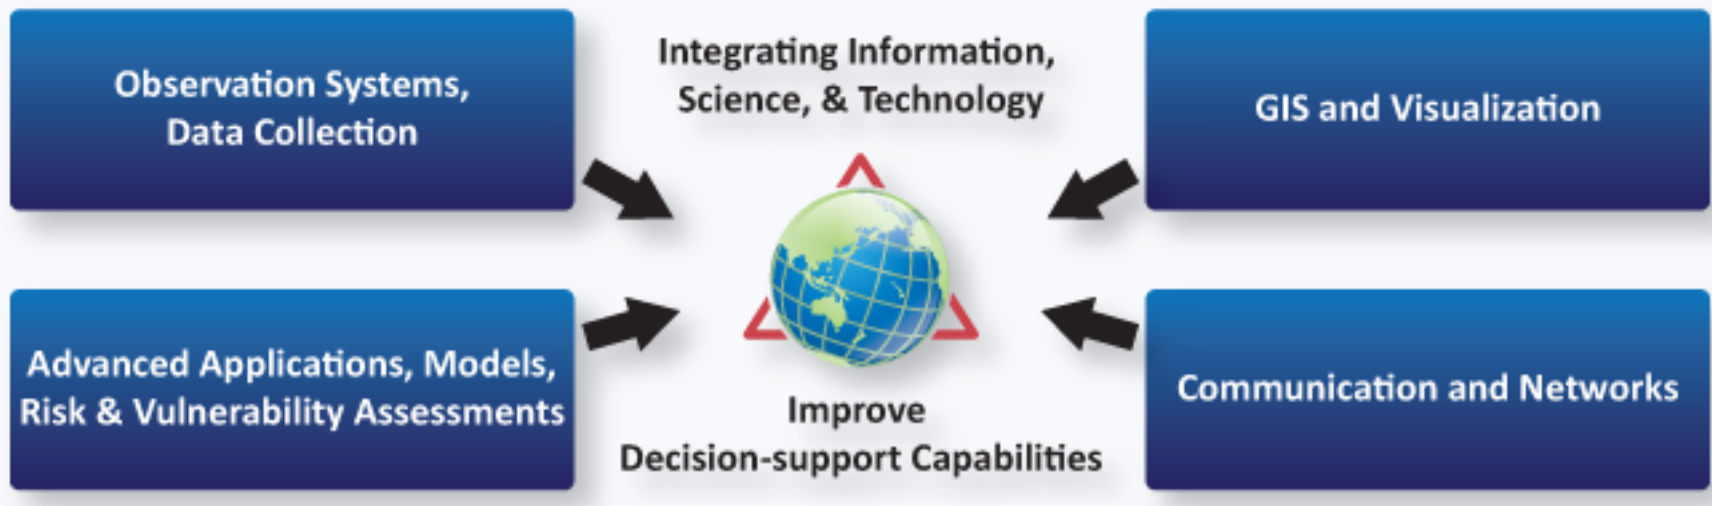 Observation Systems,
Data Collection
Integrating Information,
Science, & Technology
GIS and Visualization
Advanced Applications, Models,
Risk & Vulnerability Assessments
Improve
Decision-support Capabilities
Communication and Networks